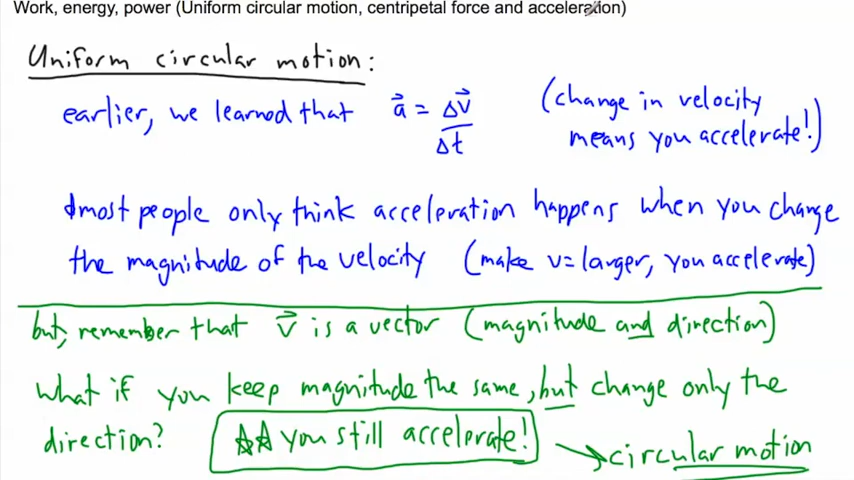 Work, energy, power (Uniform circular motion, centripetal force and acceleration)
Uniform circular motion:
earlier, we learned that a⃗ = Δv⃗/Δt (change in velocity
means you accelerate!)
most people only think acceleration happens when you change
the magnitude of the velocity (make v=larger, you accelerate)
but, remember that v⃗ is a vector (magnitude and direction)
What if you keep magnitude the same, but change only the
direction? ☆☆ you still accelerate! → circular motion